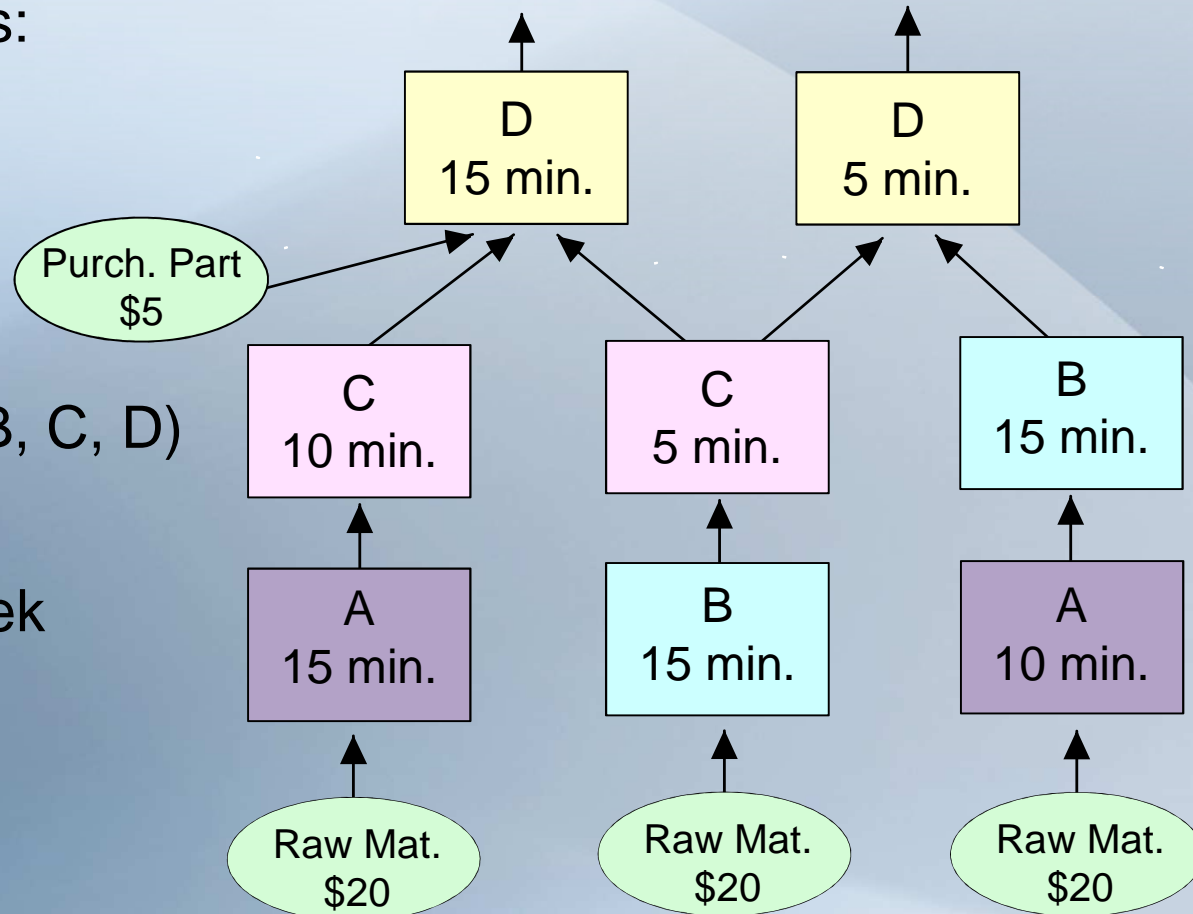 s:
D
15 min.
D
5 min.
Purch. Part
$5
C
10 min.
C
5 min.
B
15 min.
B, C, D)
A
15 min.
B
15 min.
A
10 min.
ek
Raw Mat.
$20
Raw Mat.
$20
Raw Mat.
$20